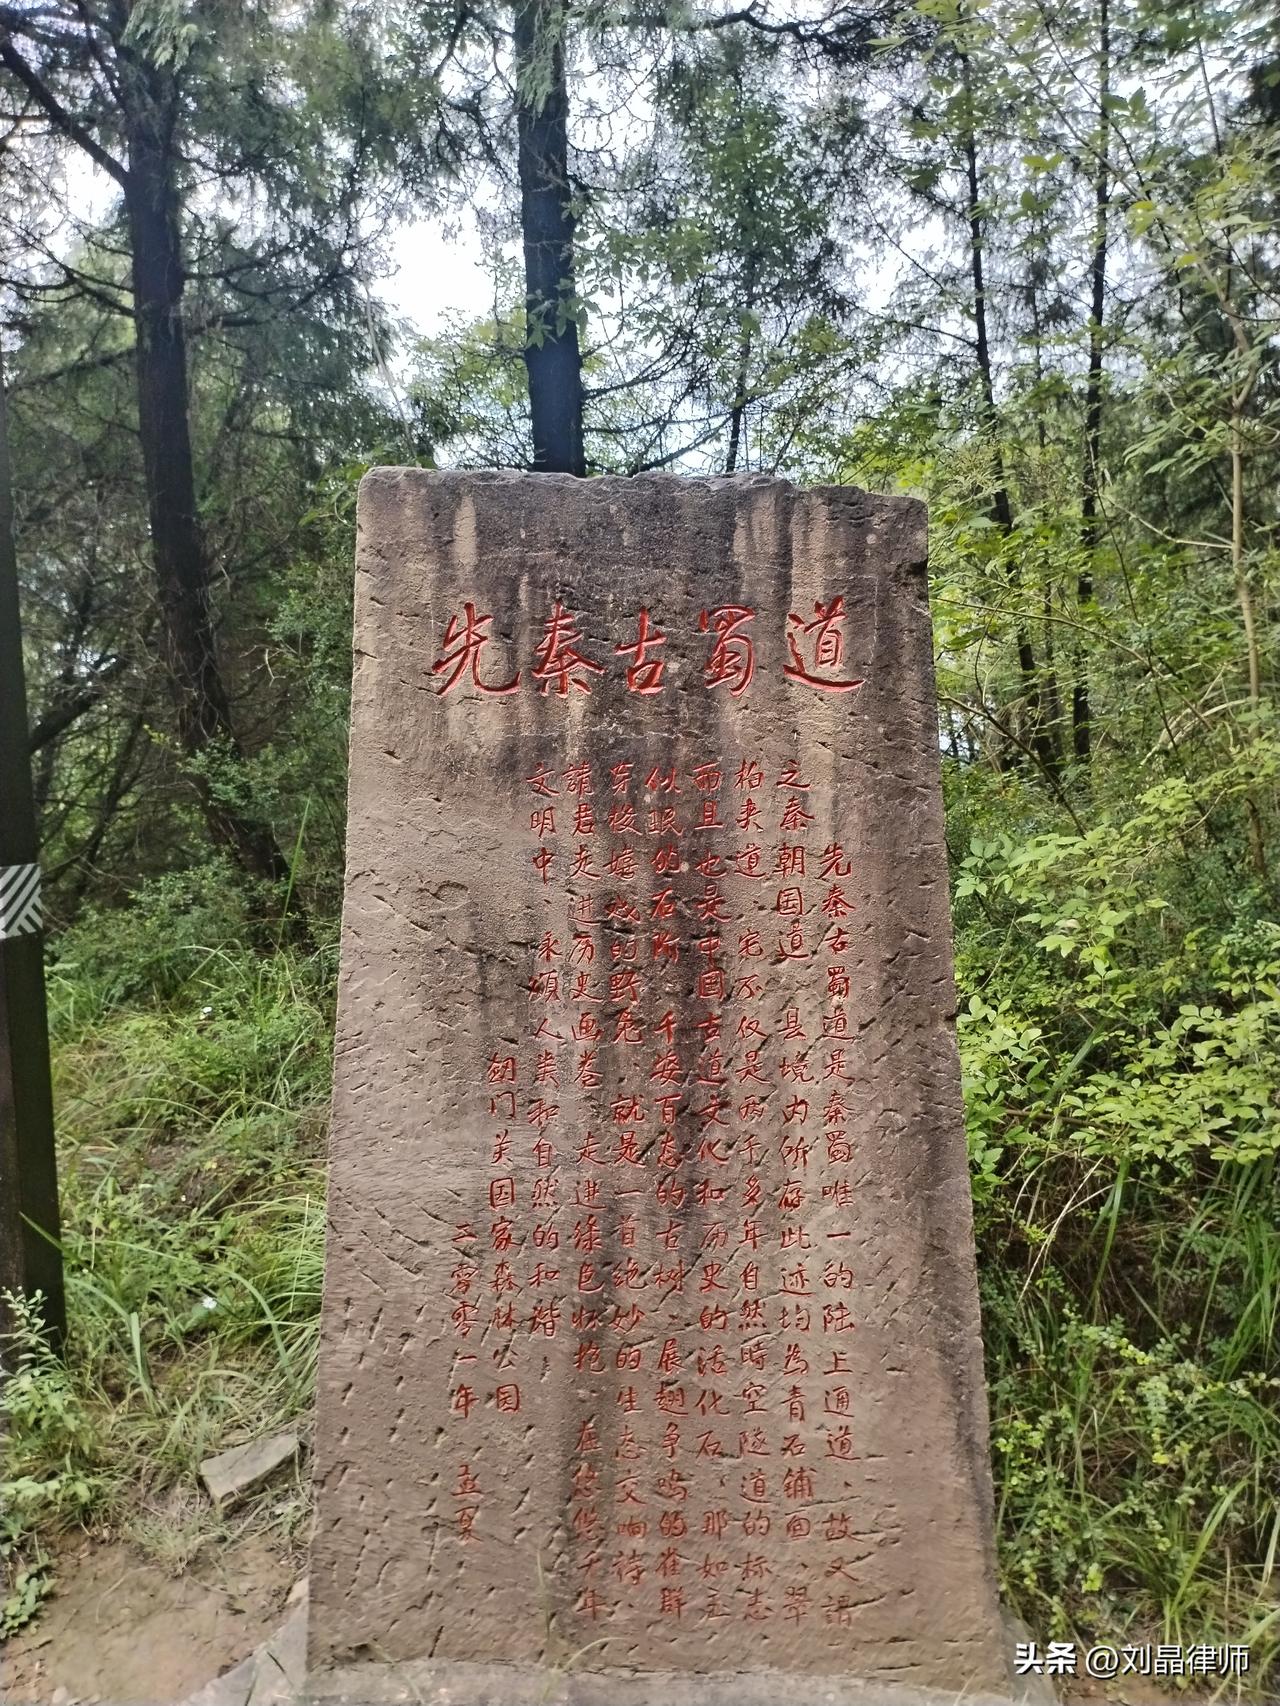 先秦古蜀道
先秦古蜀道是秦蜀唯一的陆上通道、故又谓
之秦朝国道、县境内所存此迹均為青石铺面、翠
柏夹道、它不仅是两千多年自然時空隧道的标志
而且也是中国古道文化和历史的活化石、那如玉
似珉的石阶、千姿百态的古树、展翅争鸣的雀群
穿梭嬉戏的野兔、就是一首绝妙的生态交响诗、
請君走进历史画卷、走进绿色怀抱、在悠悠千年
文明中、来颂人类和自然的和谐、
剑门关国家森林公园
二零零一年 孟夏
头条 @刘晶律师